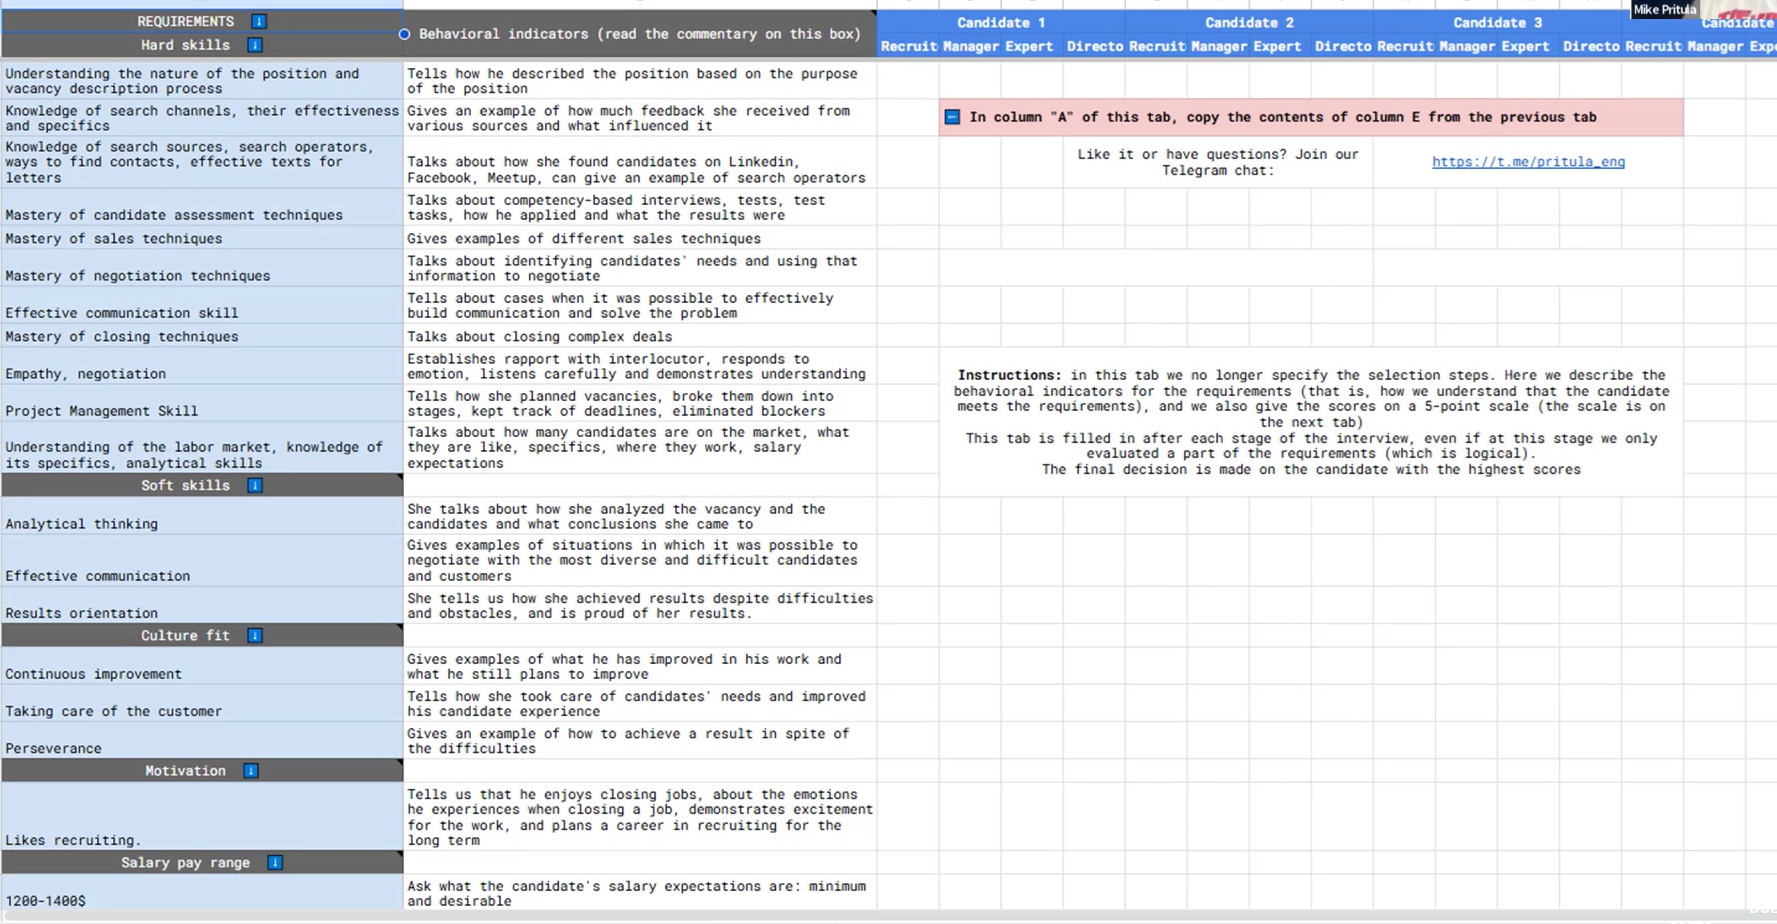 Mike Pritula
REQUIREMENTS
Hard skills
Behavioral indicators (read the commentary on this box)
Candidate 1
Candidate 2
Candidate 3
Candidate
Recruit Manager Expert Directo Recruit Manager Expert Directo Recruit Manager Expert Directo Recruit Manager Expe
Understanding the nature of the position and
vacancy description process
Tells how he described the position based on the purpose
of the position
Knowledge of search channels, their effectiveness
and specifics
Gives an example of how much feedback she received from
various sources and what influenced it
In column "A" of this tab, copy the contents of column E from the previous tab
Knowledge of search sources, search operators,
ways to find contacts, effective texts for
letters
Talks about how she found candidates on Linkedin,
Facebook, Meetup, can give an example of search operators
Like it or have questions? Join our
Telegram chat:
https://t.me/pritula_eng
Mastery of candidate assessment techniques
Talks about competency-based interviews, tests, test
tasks, how he applied and what the results were
Mastery of sales techniques
Gives examples of different sales techniques
Mastery of negotiation techniques
Talks about identifying candidates' needs and using that
information to negotiate
Effective communication skill
Tells about cases when it was possible to effectively
build communication and solve the problem
Mastery of closing techniques
Talks about closing complex deals
Empathy, negotiation
Establishes rapport with interlocutor, responds to
emotion, listens carefully and demonstrates understanding
Project Management Skill
Tells how she planned vacancies, broke them down into
stages, kept track of deadlines, eliminated blockers
Understanding of the labor market, knowledge of
its specifics, analytical skills
Talks about how many candidates are on the market, what
they are like, specifics, where they work, salary
expectations
Instructions: in this tab we no longer specify the selection steps. Here we describe the
behavioral indicators for the requirements (that is, how we understand that the candidate
meets the requirements), and we also give the scores on a 5-point scale (the scale is on
the next tab)
This tab is filled in after each stage of the interview, even if at this stage we only
evaluated a part of the requirements (which is logical).
The final decision is made on the candidate with the highest scores
Soft skills
Analytical thinking
She talks about how she analyzed the vacancy and the
candidates and what conclusions she came to
Effective communication
Gives examples of situations in which it was possible to
negotiate with the most diverse and difficult candidates
and customers
Results orientation
She tells us how she achieved results despite difficulties
and obstacles, and is proud of her results.
Culture fit
Continuous improvement
Gives examples of what he has improved in his work and
what he still plans to improve
Taking care of the customer
Tells how she took care of candidates' needs and improved
his candidate experience
Perseverance
Gives an example of how to achieve a result in spite of
the difficulties
Motivation
Likes recruiting.
Tells us that he enjoys closing jobs, about the emotions
he experiences when closing a job, demonstrates excitement
for the work, and plans a career in recruiting for the
long term
Salary pay range
1200-1400$
Ask what the candidate's salary expectations are: minimum
and desirable